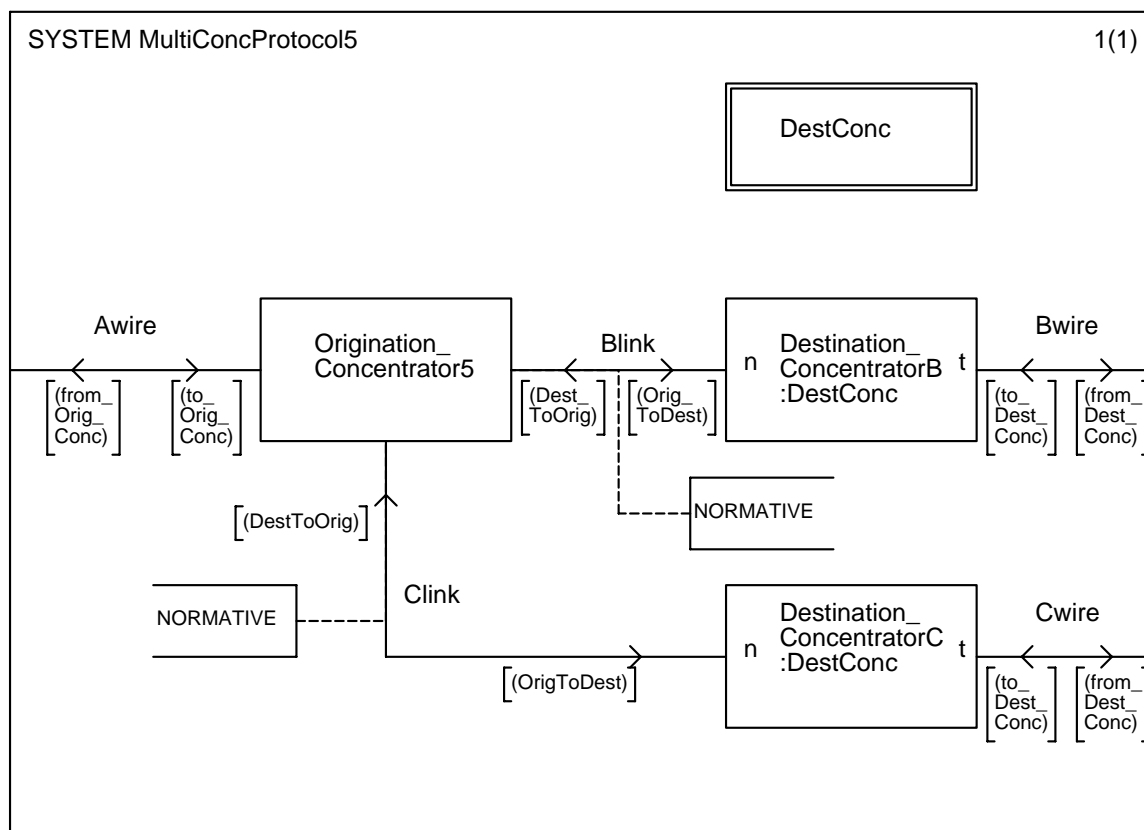 SYSTEM MultiConcProtocol5
1(1)
DestConc
Awire
(from_
Orig_
Conc)
(to_
Orig_
Conc)
Origination_
Concentrator5
Blink
(Dest_
ToOrig)
(Orig_
ToDest)
n
Destination_
ConcentratorB
:DestConc
t
Bwire
(to_
Dest_
Conc)
(from_
Dest_
Conc)
NORMATIVE
(DestToOrig)
NORMATIVE
Clink
(OrigToDest)
n
Destination_
ConcentratorC
:DestConc
t
Cwire
(to_
Dest_
Conc)
(from_
Dest_
Conc)